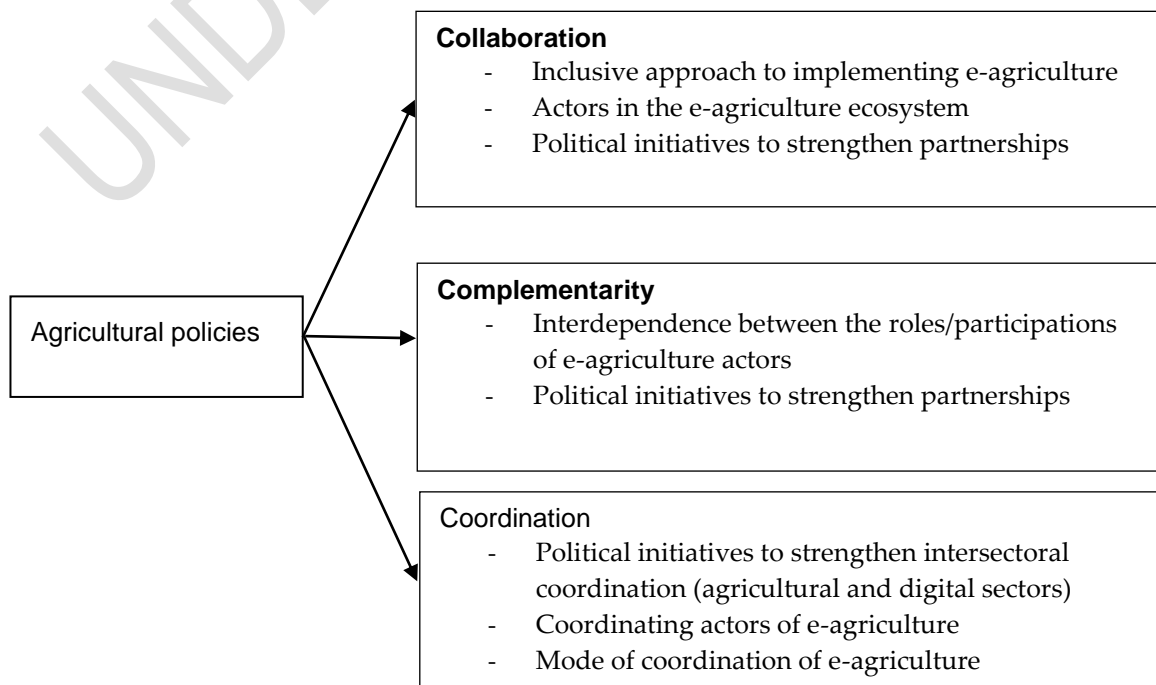 UNDE
Collaboration
- Inclusive approach to implementing e-agriculture
- Actors in the e-agriculture ecosystem
- Political initiatives to strengthen partnerships
Agricultural policies
Complementarity
- Interdependence between the roles/participations
of e-agriculture actors
- Political initiatives to strengthen partnerships
Coordination
- Political initiatives to strengthen intersectoral
coordination (agricultural and digital sectors)
- Coordinating actors of e-agriculture
- Mode of coordination of e-agriculture